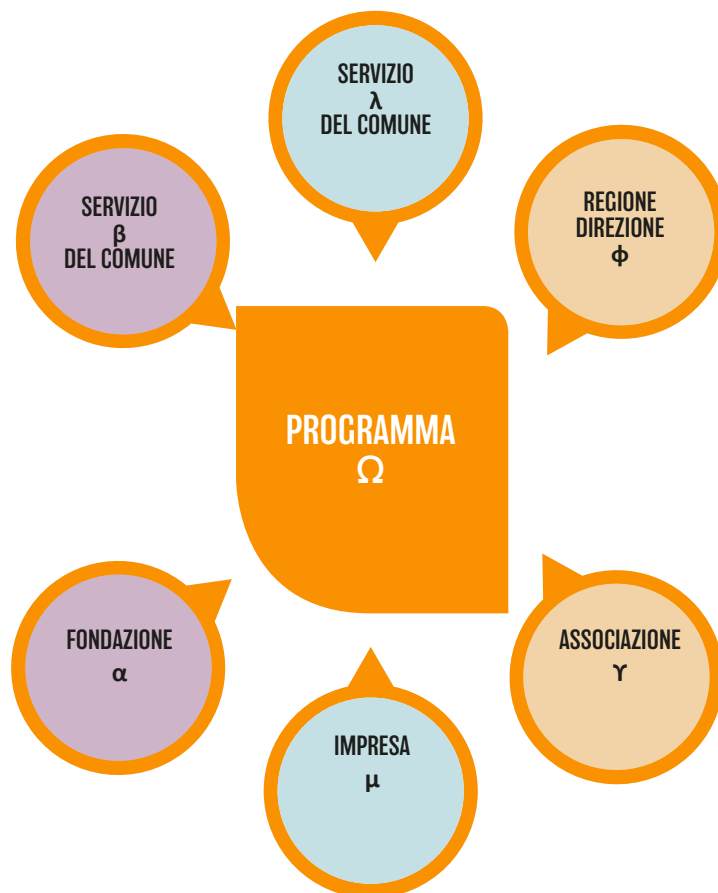 SERVIZIO
λ
DEL COMUNE
SERVIZIO
β
DEL COMUNE
REGIONE
DIREZIONE
ϕ
PROGRAMMA
Ω
FONDAZIONE
α
ASSOCIAZIONE
ϒ
IMPRESA
μ